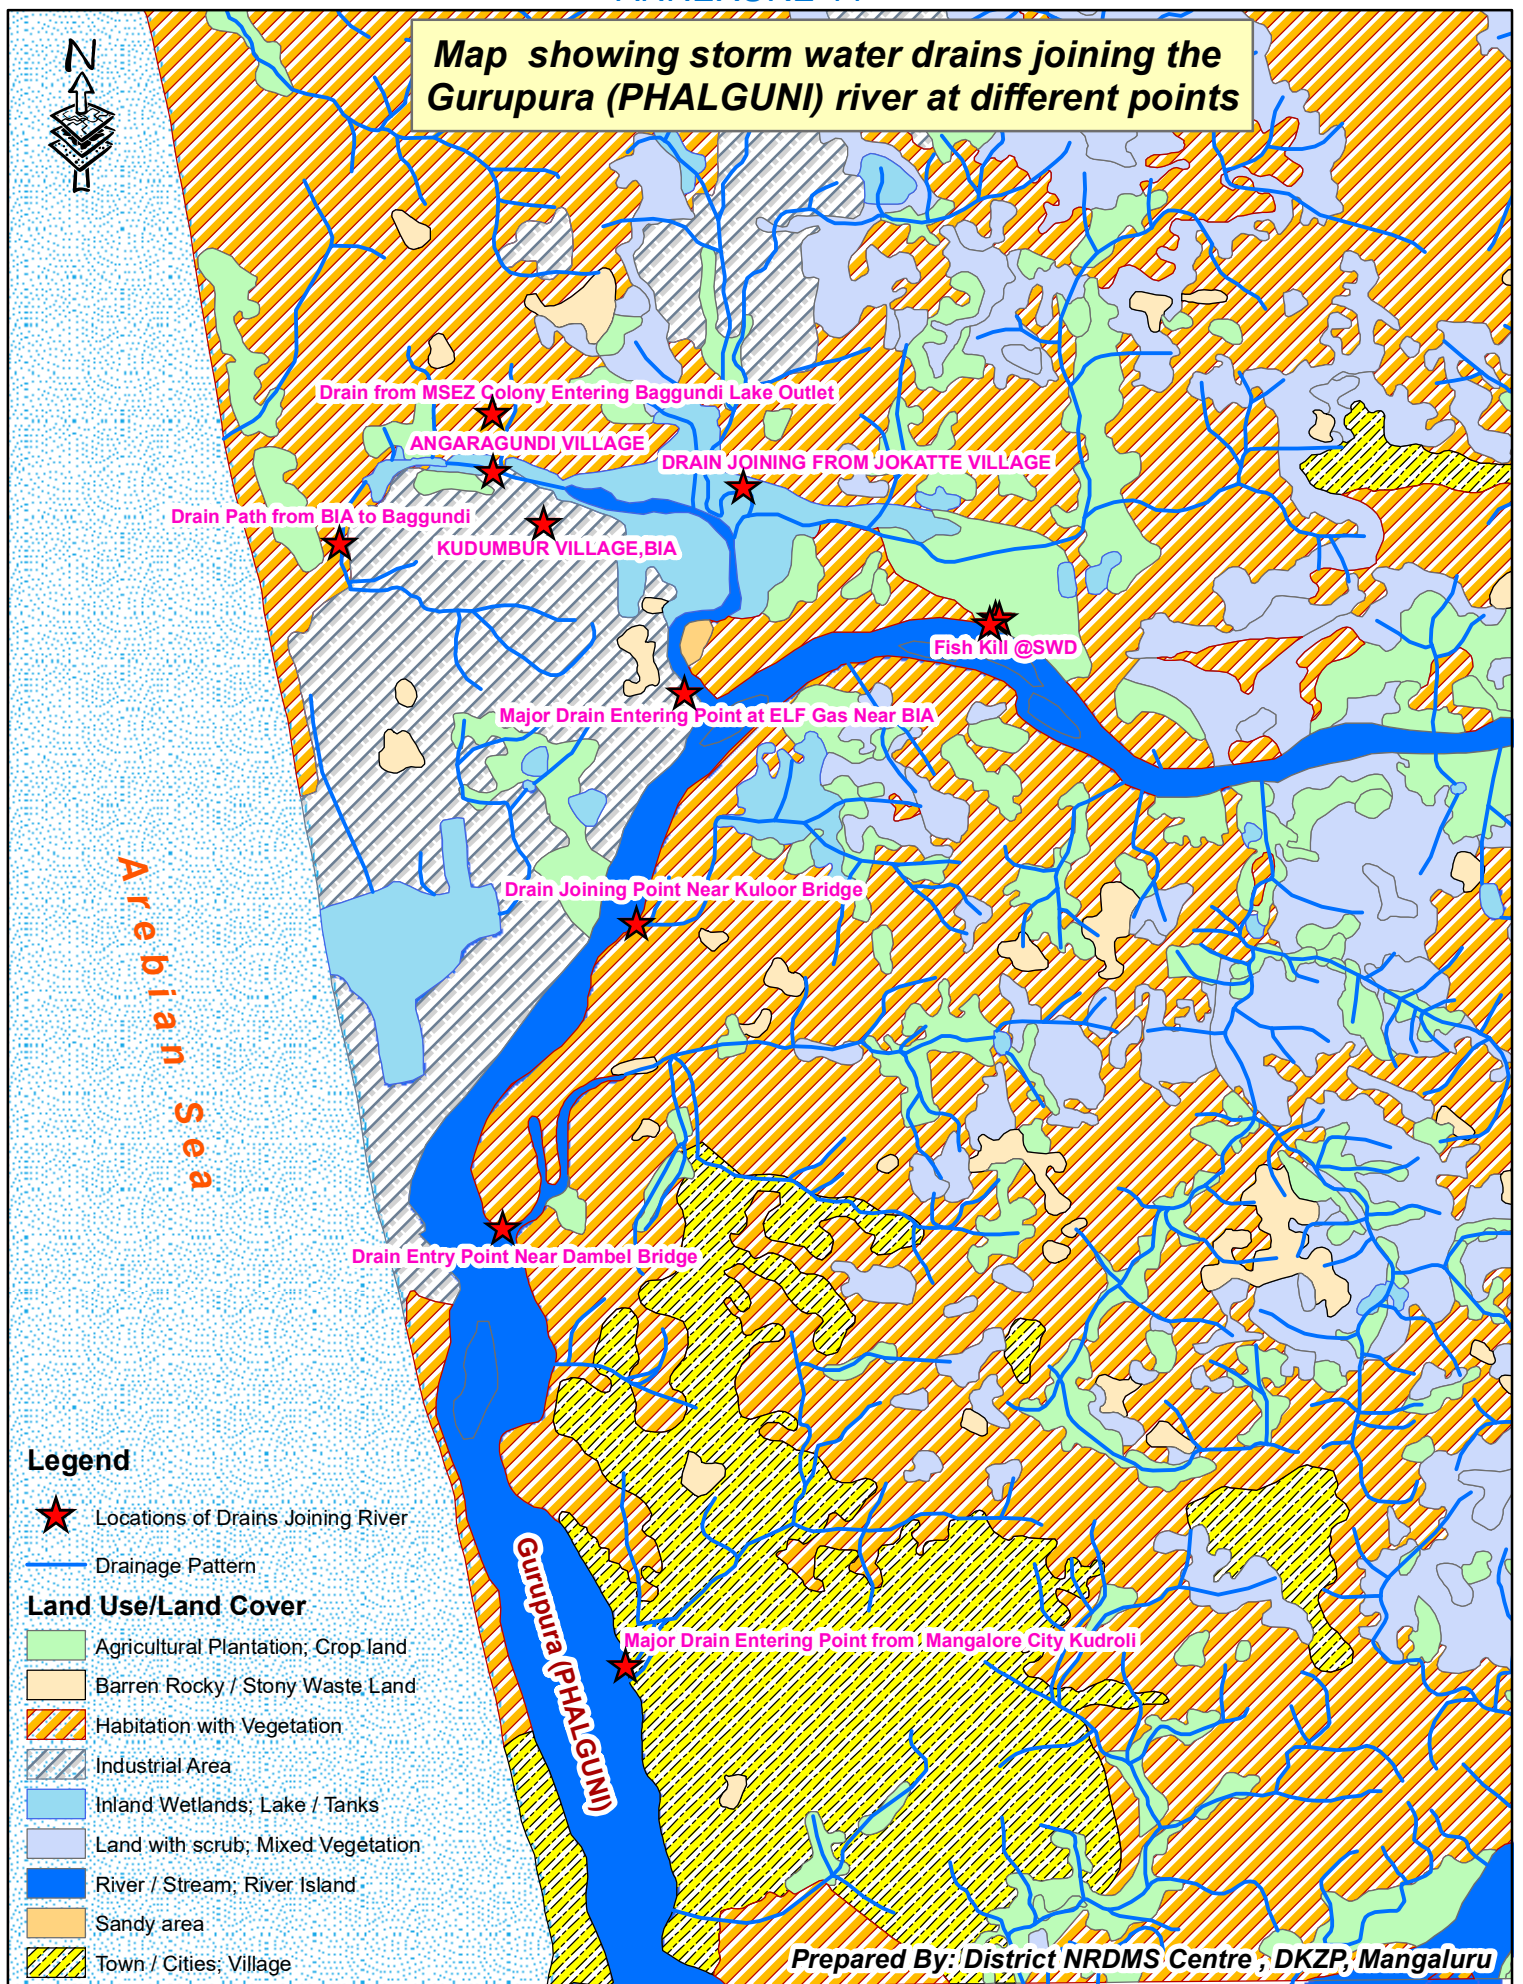 N
Map showing storm water drains joining the
Gurupura (PHALGUNI) river at different points
Drain from MSEZ Colony Entering Baggundi Lake Outlet
ANGARAGUNDI VILLAGE
DRAIN JOINING FROM JOKATTE VILLAGE
Drain Path from BIA to Baggundi
KUDUMBUR VILLAGE,BIA
Fish Kill @SWD
Major Drain Entering Point at ELF Gas Near BIA
Drain Joining Point Near Kuloor Bridge
Arebian Sea
Drain Entry Point Near Dambel Bridge
Gurupura (PHALGUNI)
Major Drain Entering Point from Mangalore City Kudroli
Legend
Locations of Drains Joining River
Drainage Pattern
Land Use/Land Cover
Agricultural Plantation; Crop land
Barren Rocky / Stony Waste Land
Habitation with Vegetation
Industrial Area
Inland Wetlands; Lake / Tanks
Land with scrub; Mixed Vegetation
River / Stream; River Island
Sandy area
Town / Cities; Village
Prepared By: District NRDMS Centre , DKZP, Mangaluru